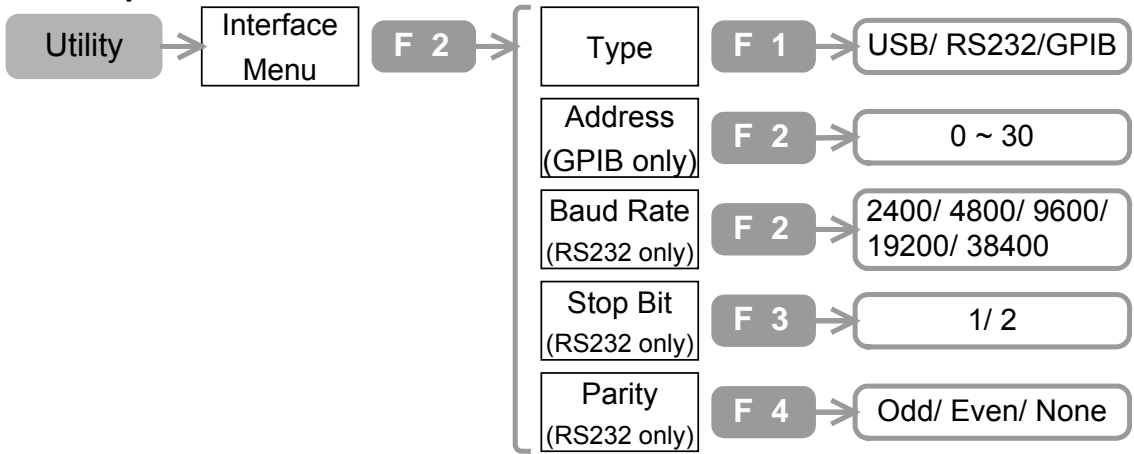 Utility
Interface
Menu
F 2
Type
F 1
USB/ RS232/GPIB
Address
(GPIB only)
F 2
0 ~ 30
Baud Rate
(RS232 only)
F 2
2400/ 4800/ 9600/
19200/ 38400
Stop Bit
(RS232 only)
F 3
1/ 2
Parity
(RS232 only)
F 4
Odd/ Even/ None